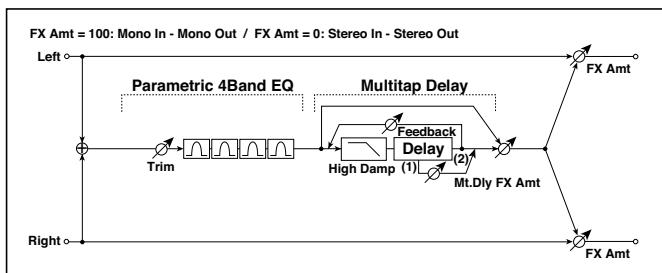 FX Amt = 100: Mono In - Mono Out / FX Amt = 0: Stereo In - Stereo Out
Left
FX Amt
Parametric 4Band EQ
Multitap Delay
Feedback
Trim
High Damp
Delay
(1)
(2)
Mt.Dly FX Amt
Right
FX Amt